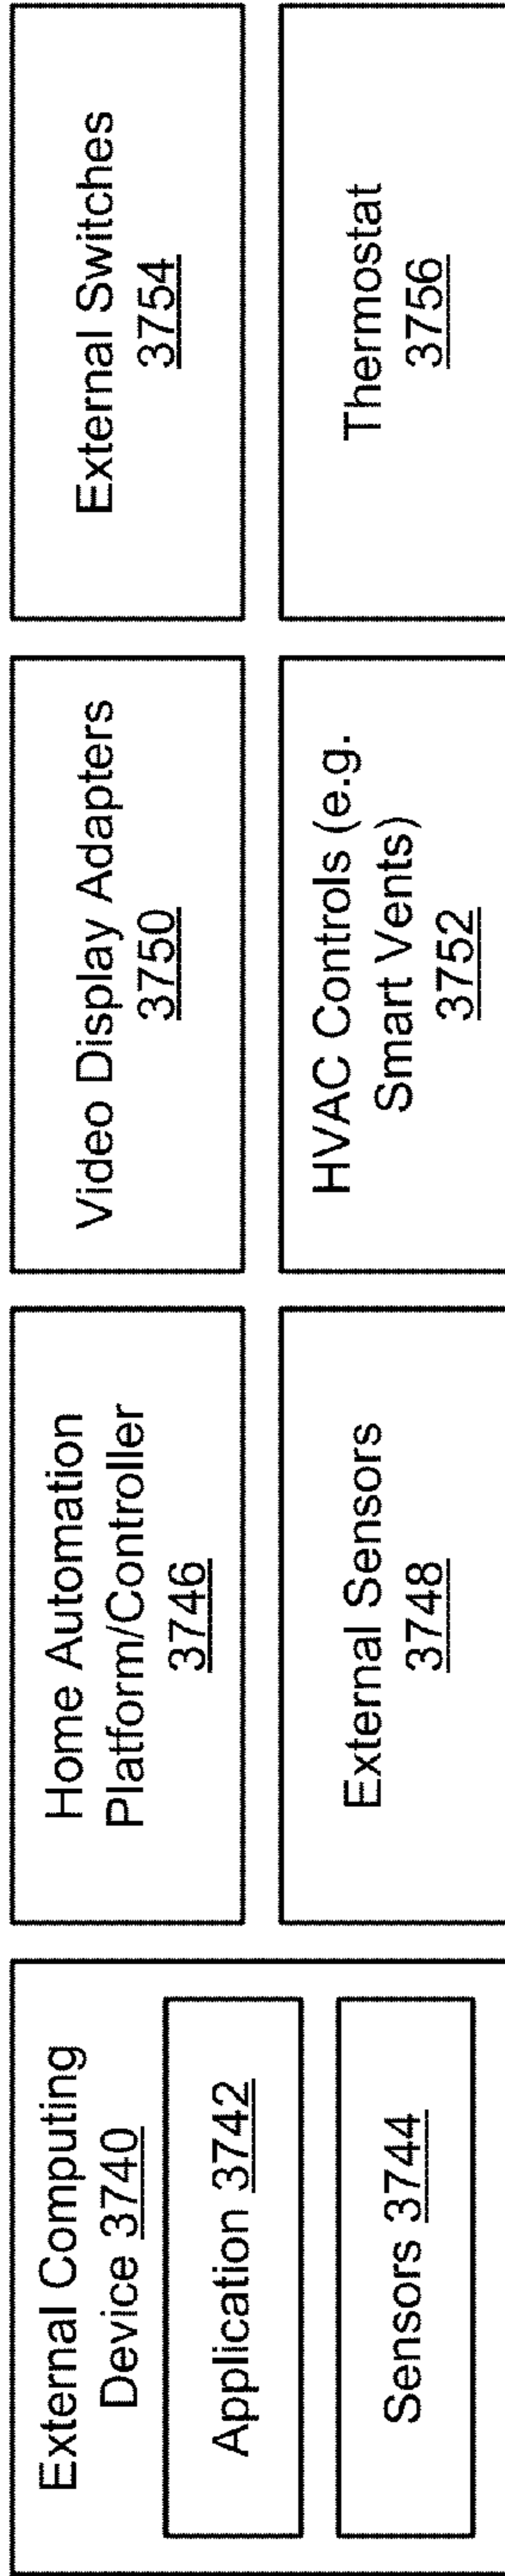 External Computing
Device 3740
Application 3742
Sensors 3744
Home Automation
Platform/Controller
3746
External Sensors
3748
Video Display Adapters
3750
HVAC Controls (e.g.
Smart Vents)
3752
External Switches
3754
Thermostat
3756